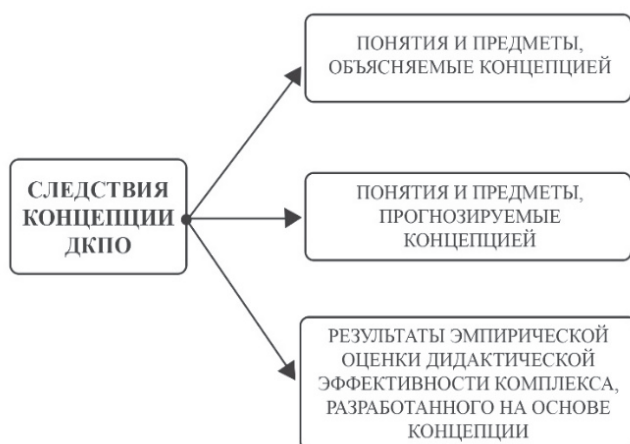 ПОНЯТИЯ И ПРЕДМЕТЫ,
ОБЪЯСНЯЕМЫЕ КОНЦЕПЦИЕЙ
СЛЕДСТВИЯ
КОНЦЕПЦИИ
ДКПО
ПОНЯТИЯ И ПРЕДМЕТЫ,
ПРОГНОЗИРУЕМЫЕ
КОНЦЕПЦИЕЙ
РЕЗУЛЬТАТЫ ЭМПИРИЧЕСКОЙ
ОЦЕНКИ ДИДАКТИЧЕСКОЙ
ЭФФЕКТИВНОСТИ КОМПЛЕКСА,
РАЗРАБОТАННОГО НА ОСНОВЕ
КОНЦЕПЦИИ